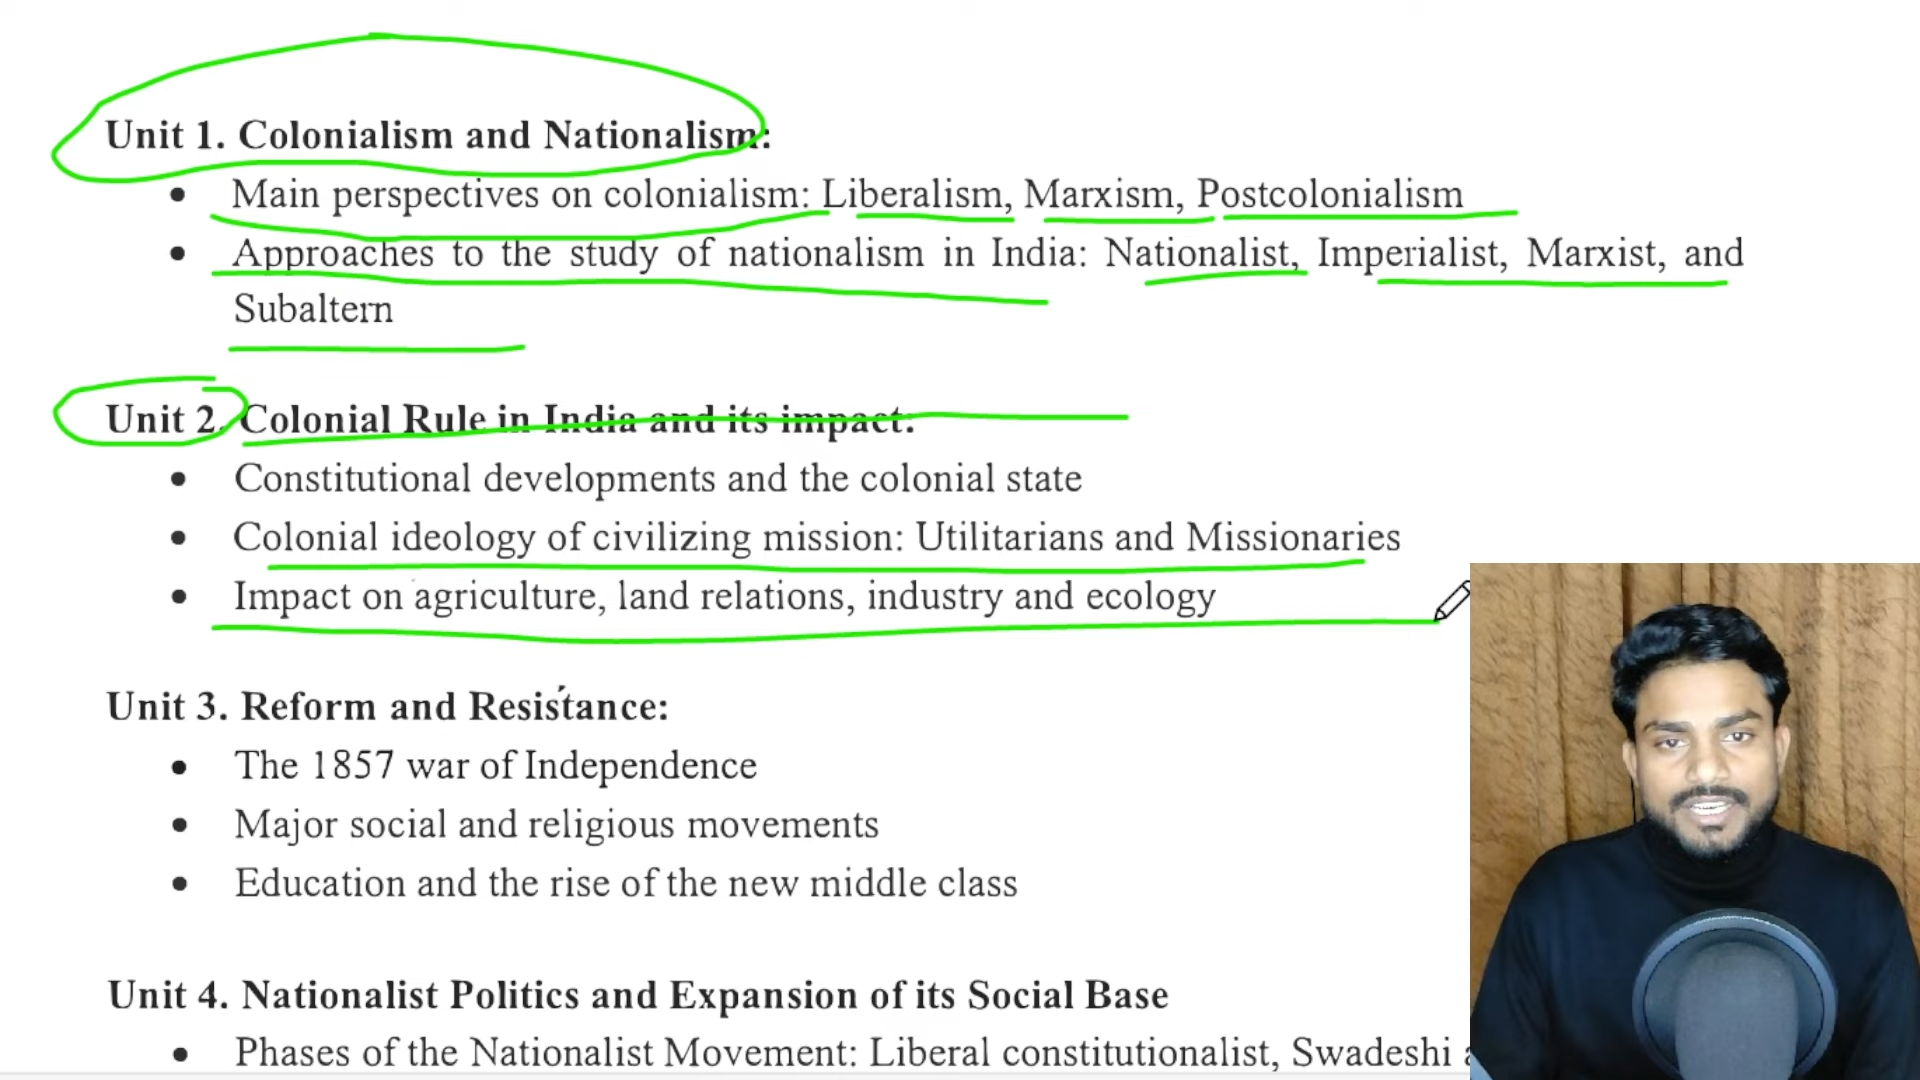 Unit 1. Colonialism and Nationalism:
• Main perspectives on colonialism: Liberalism, Marxism, Postcolonialism
• Approaches to the study of nationalism in India: Nationalist, Imperialist, Marxist, and
Subaltern
Unit 2. Colonial Rule in India and its impact:
• Constitutional developments and the colonial state
• Colonial ideology of civilizing mission: Utilitarians and Missionaries
• Impact on agriculture, land relations, industry and ecology
Unit 3. Reform and Resistance:
• The 1857 war of Independence
• Major social and religious movements
• Education and the rise of the new middle class
Unit 4. Nationalist Politics and Expansion of its Social Base
• Phases of the Nationalist Movement: Liberal constitutionalist, Swadeshi